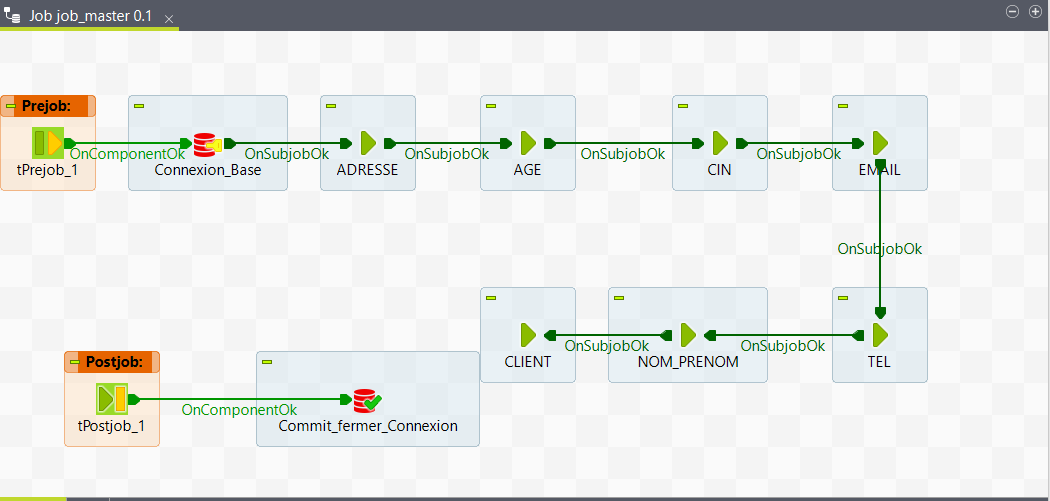 Job job_master 0.1
Prejob:
OnComponentOk
OnSubjobOk
OnSubjobOk
OnSubjobOk
OnSubjobOk
tPrejob_1
Connexion_Base
ADRESSE
AGE
CIN
EMAIL
OnSubjobOk
OnSubjobOk
OnSubjobOk
CLIENT
NOM_PRENOM
TEL
Postjob:
OnComponentOk
tPostjob_1
Commit_fermer_Connexion